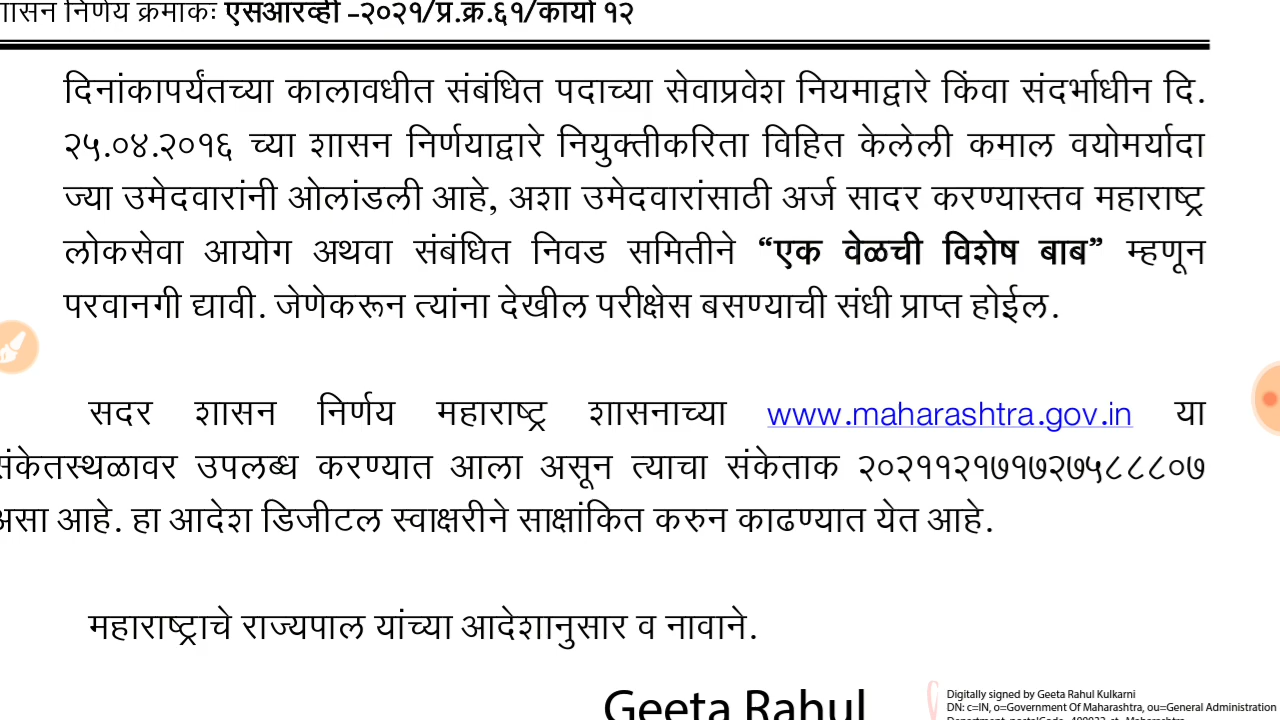 शासन निर्णय क्रमांकः एसआरव्ही -२०२१/प्र.क्र.६१/कार्या १२
दिनांकापर्यंतच्या कालावधीत संबंधित पदाच्या सेवाप्रवेश नियमाद्वारे किंवा संदर्भाधीन दि.
२५.०४.२०१६ च्या शासन निर्णयाद्वारे नियुक्तीकरिता विहित केलेली कमाल वयोमर्यादा
ज्या उमेदवारांनी ओलांडली आहे, अशा उमेदवारांसाठी अर्ज सादर करण्यास्तव महाराष्ट्र
लोकसेवा आयोग अथवा संबंधित निवड समितीने “एक वेळची विशेष बाब” म्हणून
परवानगी द्यावी. जेणेकरून त्यांना देखील परीक्षेस बसण्याची संधी प्राप्त होईल.
सदर शासन निर्णय महाराष्ट्र शासनाच्या www.maharashtra.gov.in या
संकेतस्थळावर उपलब्ध करण्यात आला असून त्याचा संकेताक २०२११२१७१७२७५८८८०७
असा आहे. हा आदेश डिजीटल स्वाक्षरीने साक्षांकित करुन काढण्यात येत आहे.
महाराष्ट्राचे राज्यपाल यांच्या आदेशानुसार व नावाने.
Geeta Rahul
Digitally signed by Geeta Rahul Kulkarni
DN: c=IN, o=Government Of Maharashtra, ou=General Administration